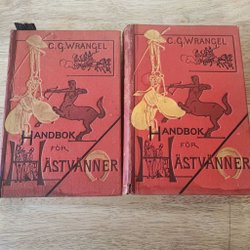 C. G. WRANGEL
HANDBOK
FÖR
HÄSTVÄNNER
C. G. WRANGEL
HANDBOK
FÖR
HÄSTVÄNNER